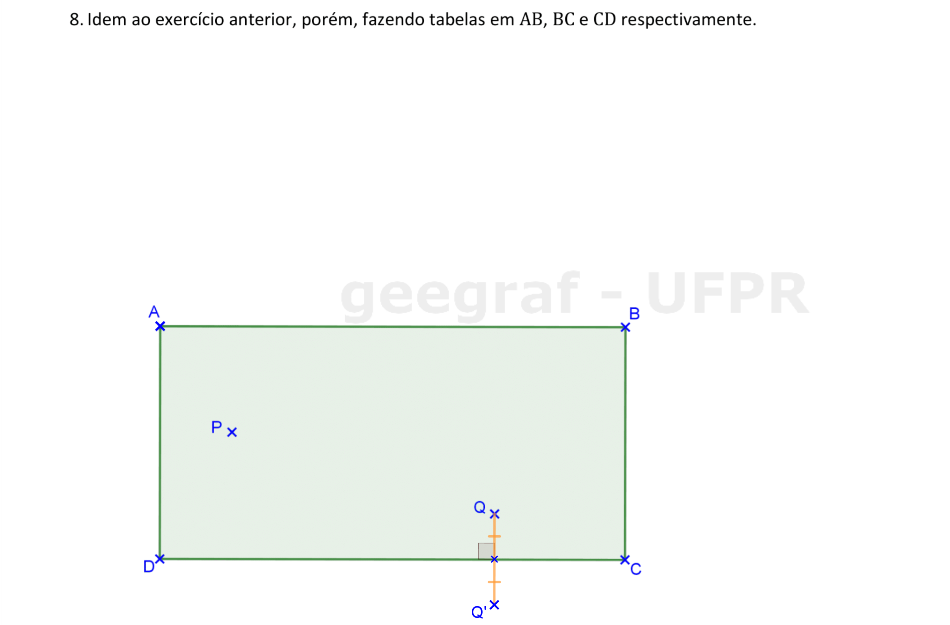 8. Idem ao exercício anterior, porém, fazendo tabelas em AB, BC e CD respectivamente.
geegraf - UFPR
A
B
P
Q
D
C
Q'